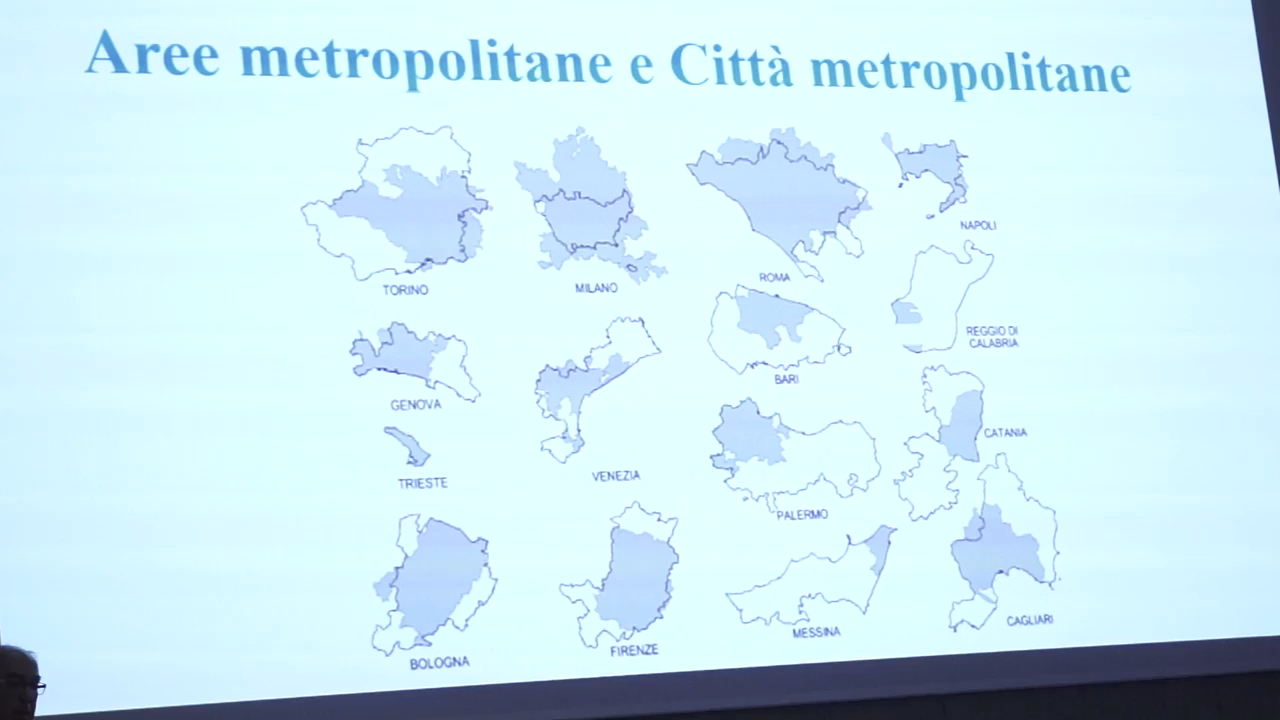 Aree metropolitane e Città metropolitane
TORINO
MILANO
ROMA
NAPOLI
GENOVA
VENEZIA
BARI
REGGIO DI
CALABRIA
TRIESTE
PALERMO
CATANIA
BOLOGNA
FIRENZE
MESSINA
CAGLIARI